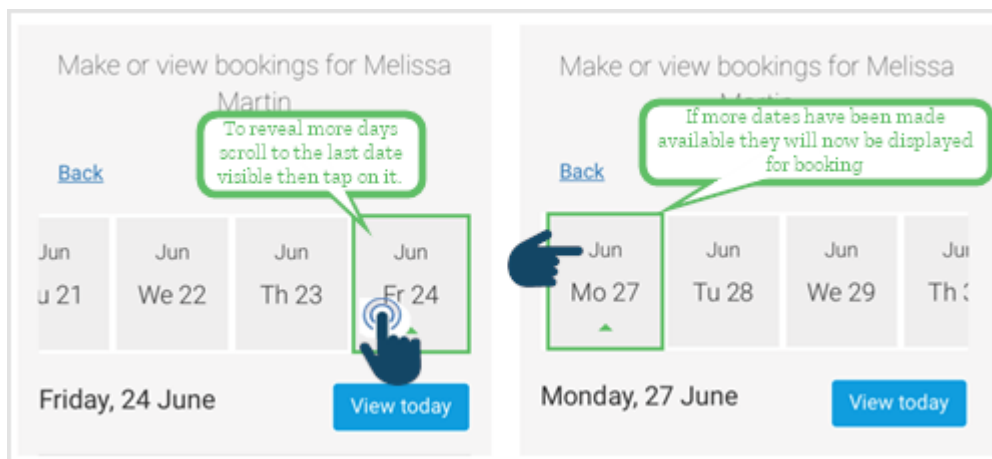 Make or view bookings for Melissa
Martin
To reveal more days
scroll to the last date
visible then tap on it.
Back
Jun Jun Jun Jun
u 21 We 22 Th 23 Fr 24
Friday, 24 June
View today
Make or view bookings for Melissa
If more dates have been made
available they will now be displayed
for booking
Back
Jun Jun Jun
Mo 27 Tu 28 We 29 Th
Monday, 27 June
View today